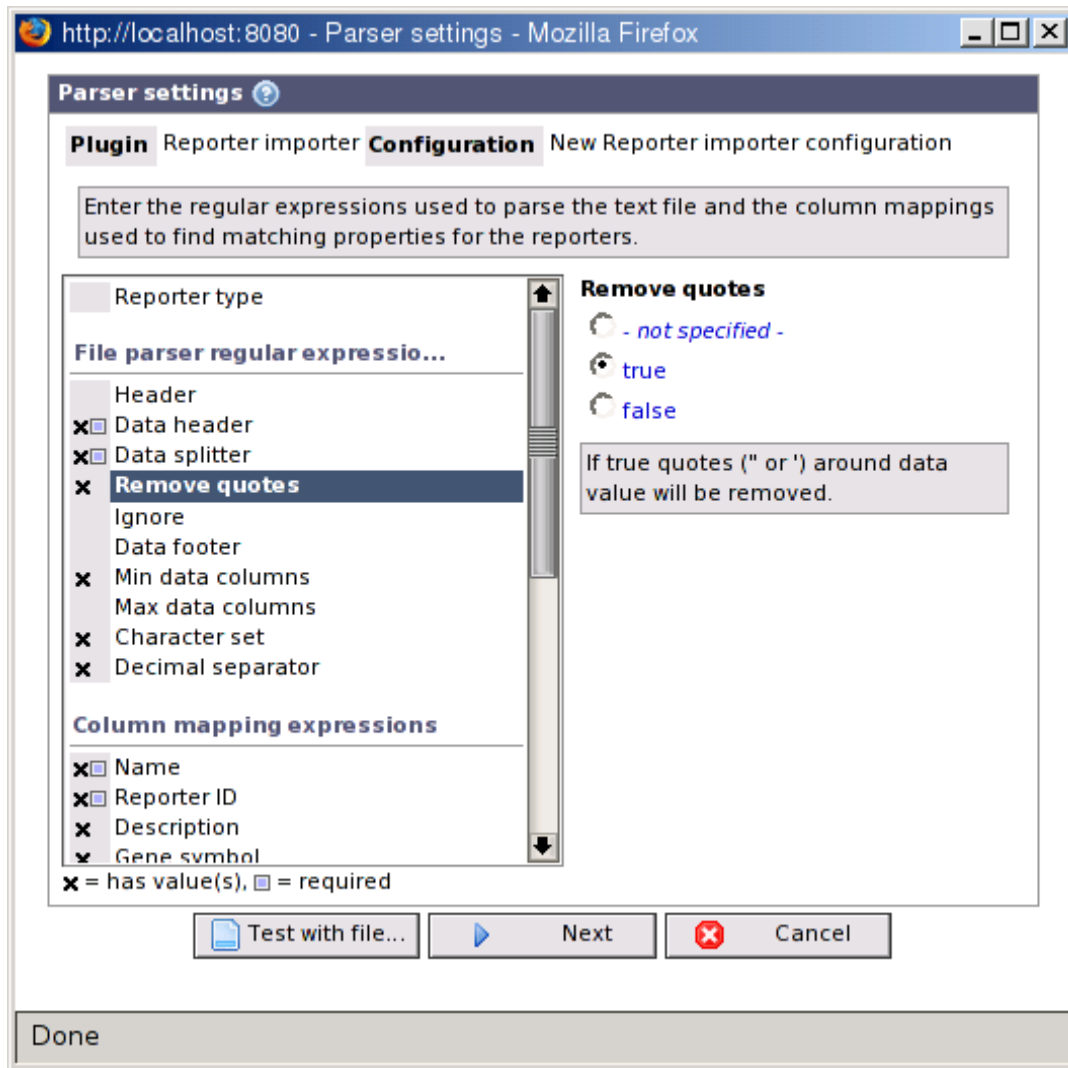 http://localhost:8080 - Parser settings - Mozilla Firefox
Parser settings
Plugin Reporter importer Configuration New Reporter importer configuration
Enter the regular expressions used to parse the text file and the column mappings
used to find matching properties for the reporters.
Reporter type
File parser regular expressio...
Header
Data header
Data splitter
Remove quotes
Ignore
Data footer
Min data columns
Max data columns
Character set
Decimal separator
Column mapping expressions
Name
Reporter ID
Description
Gene symbol
x = has value(s), = required
Remove quotes
- not specified -
true
false
If true quotes (" or ') around data
value will be removed.
Test with file...
Next
Cancel
Done